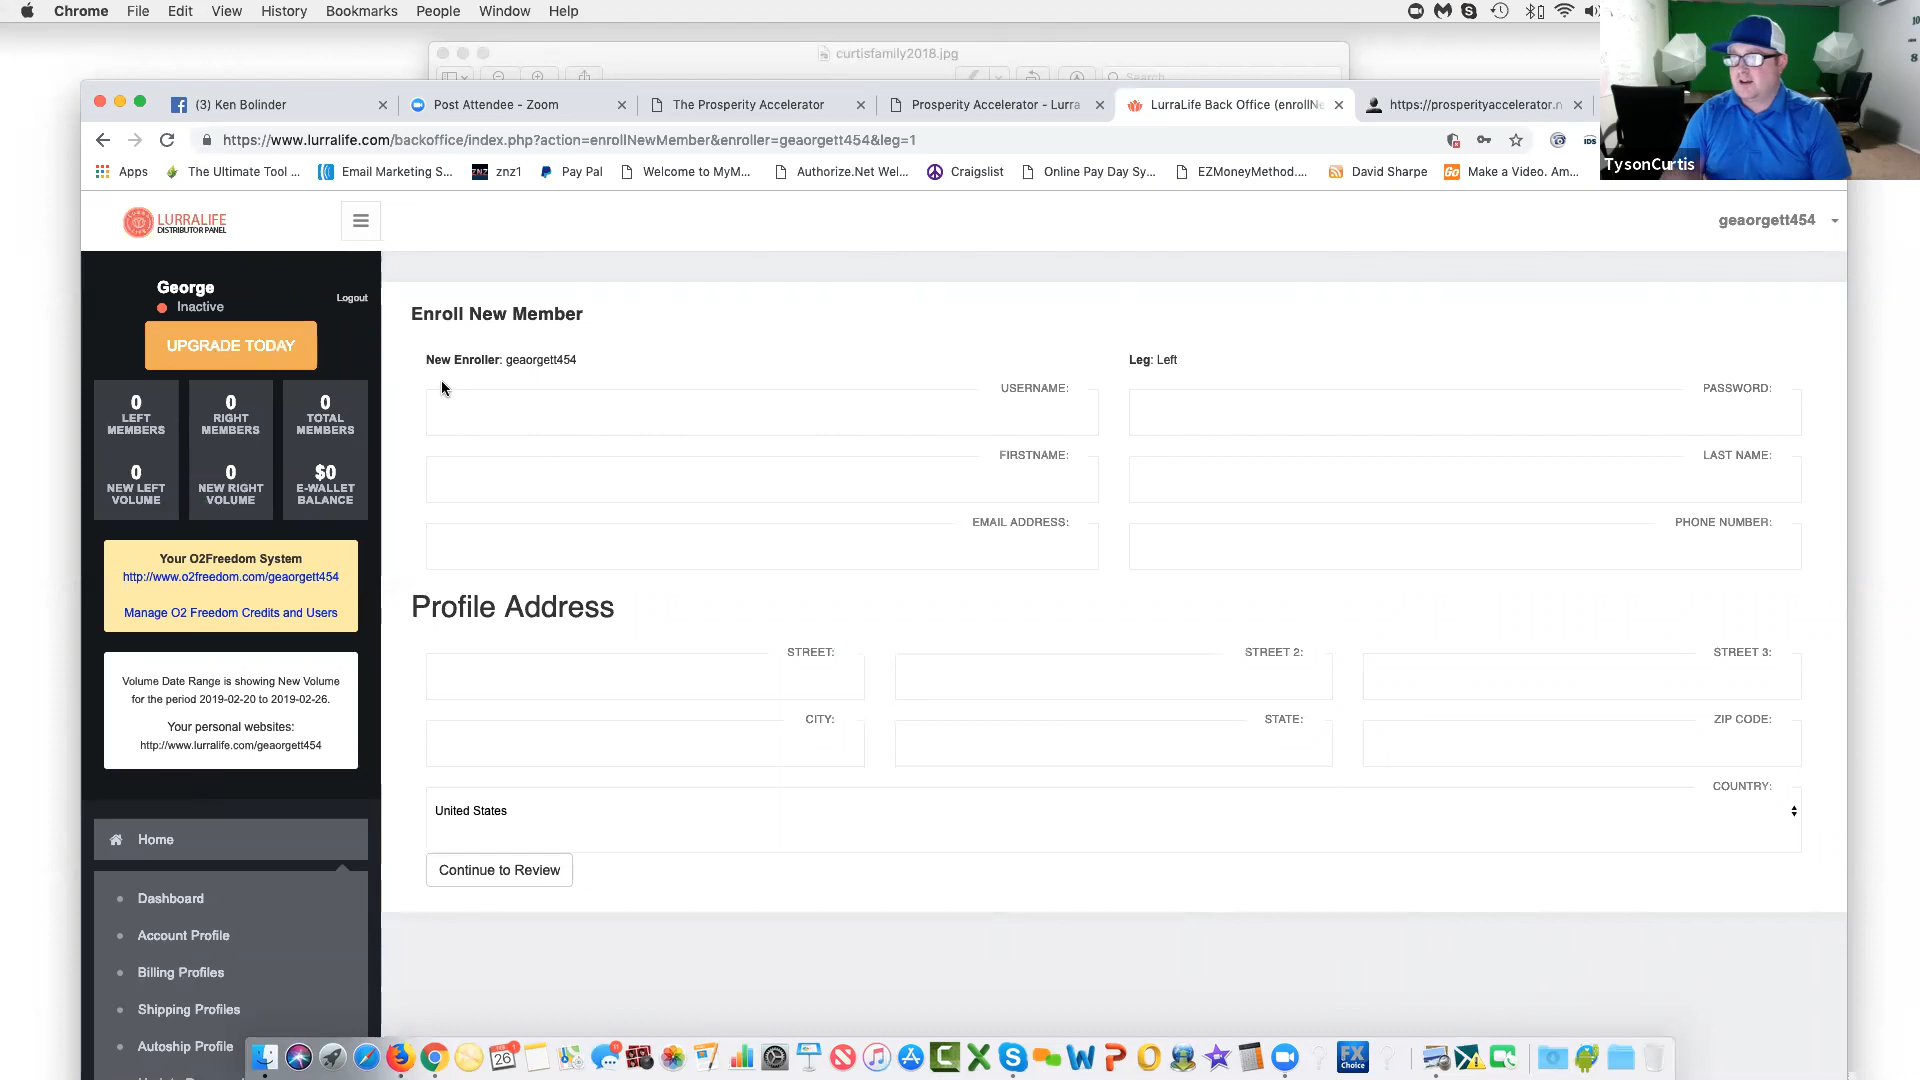 Chrome File Edit View History Bookmarks People Window Help
curtisfamily2018.jpg
Search
(3) Ken Bolinder
Post Attendee - Zoom
The Prosperity Accelerator
Prosperity Accelerator - Lurra
LurraLife Back Office (enrollNe
https://prosperityaccelerator.n
https://www.lurralife.com/backoffice/index.php?action=enrollNewMember&enroller=geaorgett454&leg=1
IDS
TysonCurtis
Apps
The Ultimate Tool ...
Email Marketing S...
znz1
Pay Pal
Welcome to MyM...
Authorize.Net Wel...
Craigslist
Online Pay Day Sy...
EZMoneyMethod....
David Sharpe
Make a Video. Am...
LURRALIFE
DISTRIBUTOR PANEL
geaorgett454
George
Inactive
Logout
UPGRADE TODAY
0 LEFT MEMBERS
0 RIGHT MEMBERS
0 TOTAL MEMBERS
0 NEW LEFT VOLUME
0 NEW RIGHT VOLUME
$0 E-WALLET BALANCE
Your O2Freedom System
http://www.o2freedom.com/geaorgett454
Manage O2 Freedom Credits and Users
Volume Date Range is showing New Volume
for the period 2019-02-20 to 2019-02-26.
Your personal websites:
http://www.lurralife.com/geaorgett454
Home
Dashboard
Account Profile
Billing Profiles
Shipping Profiles
Autoship Profile
Enroll New Member
New Enroller: geaorgett454
Leg: Left
USERNAME:
PASSWORD:
FIRSTNAME:
LAST NAME:
EMAIL ADDRESS:
PHONE NUMBER:
Profile Address
STREET:
STREET 2:
STREET 3:
CITY:
STATE:
ZIP CODE:
COUNTRY:
United States
Continue to Review
FEB
26
FX
Choice